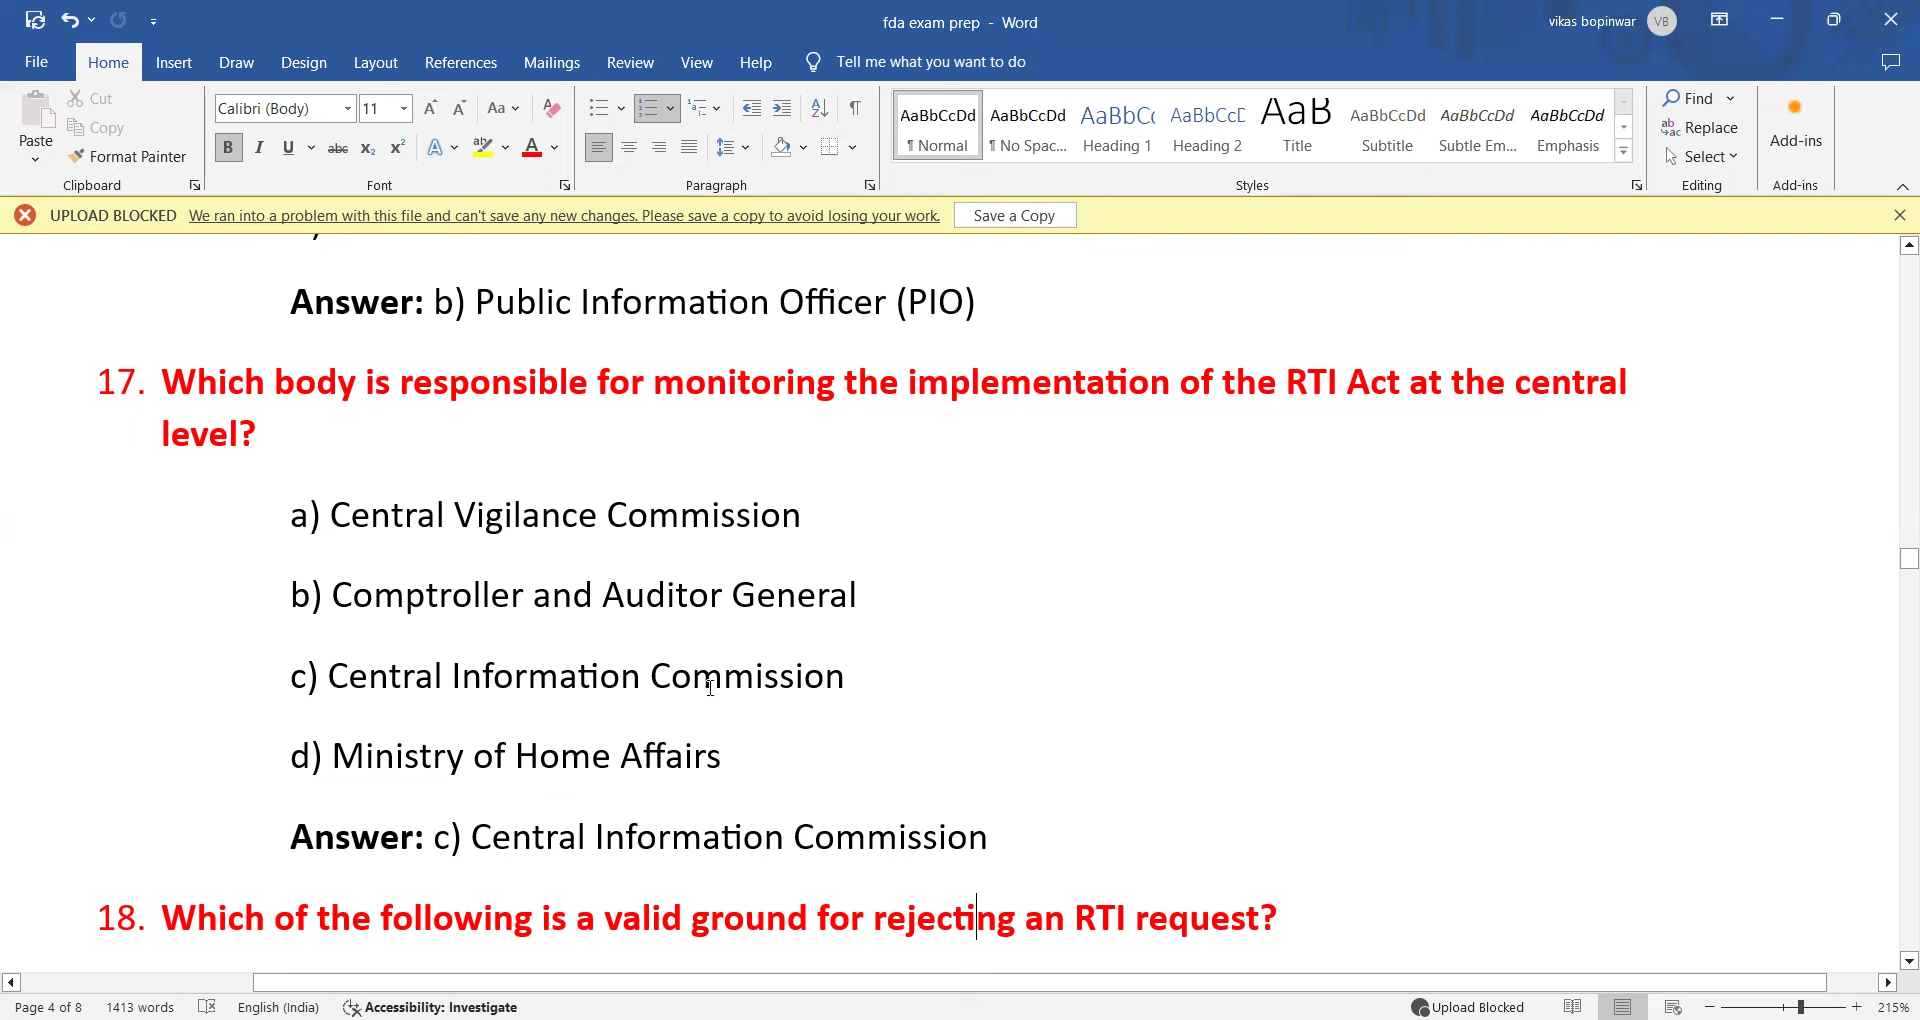 fda exam prep - Word
vikas bopinwar VB
File Home Insert Draw Design Layout References Mailings Review View Help Tell me what you want to do
Paste
Cut
Copy
Format Painter
Clipboard
Calibri (Body) 11
Font
Paragraph
AaBbCcDd AaBbCcDd AaBbCc AaBbCcE AaB AaBbCcDd AaBbCcDd AaBbCcDd
¶ Normal ¶ No Spac... Heading 1 Heading 2 Title Subtitle Subtle Em... Emphasis
Styles
Find
Replace
Select
Editing
Add-ins
Add-ins
UPLOAD BLOCKED We ran into a problem with this file and can't save any new changes. Please save a copy to avoid losing your work. Save a Copy
Answer: b) Public Information Officer (PIO)
17. Which body is responsible for monitoring the implementation of the RTI Act at the central
level?
a) Central Vigilance Commission
b) Comptroller and Auditor General
c) Central Information Commission
d) Ministry of Home Affairs
Answer: c) Central Information Commission
18. Which of the following is a valid ground for rejecting an RTI request?
Page 4 of 8 1413 words English (India) Accessibility: Investigate Upload Blocked 215%